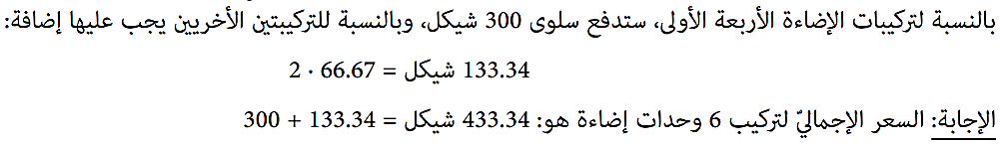 بالنسبة لتركيبات الإضاءة الأربعة الأولى، ستدفع سلوى 300 شيكل، وبالنسبة للتركيبتين الأخريين يجب عليها إضافة:
2 · 66.67 = شيكل 133.34
الإجابة: السعر الإجماليّ لتركيب 6 وحدات إضاءة هو: 433.34 شيكل = 133.34 + 300